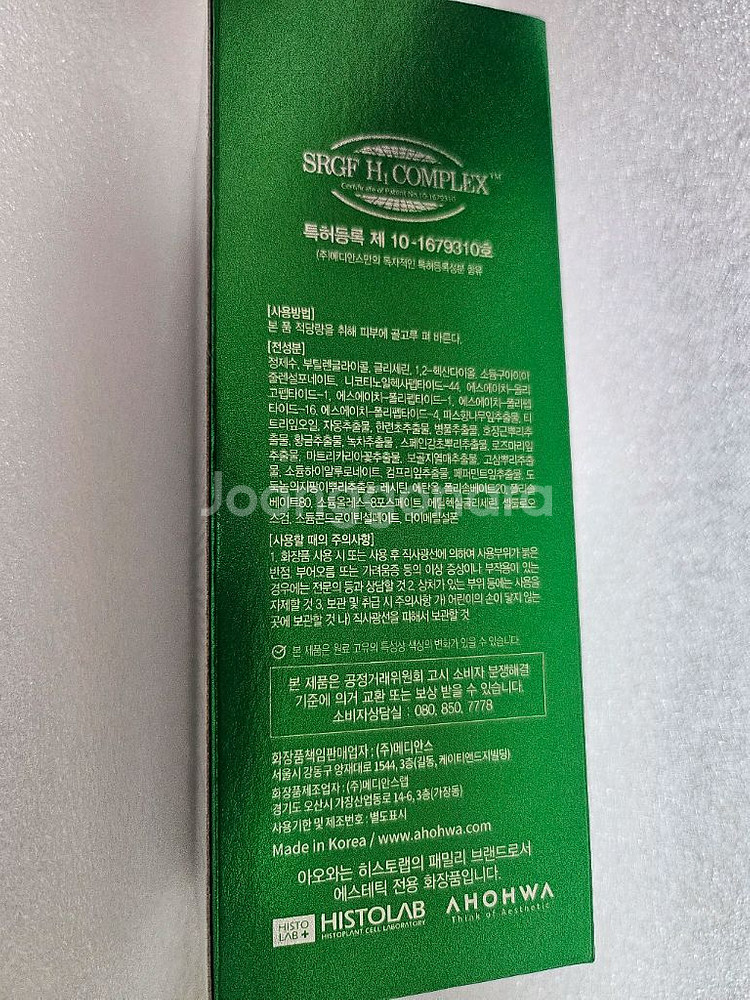 SRGF H1 COMPLEX™
Certificate of Patent No.10-1679310
특허등록 제 10-1679310호
(주)메디안스만의 독자적인 특허등록성분 함유
[사용방법]
본 품 적당량을 취해 피부에 골고루 펴 바른다.
[전성분]
정제수, 부틸렌글라이콜, 글리세린, 1,2-헥산다이올, 소듐구아이아
줄렌설포네이트, 니코티노일헥사펩타이드-44, 에스에이치-올리
고펩타이드-1, 에스에이치-폴리펩타이드-1, 에스에이치-폴리펩
타이드-16, 에스에이치-폴리펩타이드-4, 파스향나무잎추출물, 티
트리잎오일, 자동추출물, 한련초추출물, 병풀추출물, 호장근뿌리추
출물, 황금추출물, 녹차추출물, 스페인감초뿌리추출물, 로즈마리잎
추출물, 마트리카리아꽃추출물, 보골지열매추출물, 고삼뿌리추출
물, 소듐하이알루로네이트, 컴프리잎추출물, 페퍼민트잎추출물, 도
둑놈의지팡이뿌리추출물, 레시틴, 에탄올, 폴리솔베이트20, 폴리솔
베이트80, 소듐올레스-8포스페이트, 에틸헥실글리세린, 셀룰로오
스검, 소듐콘드로이틴설페이트, 다이메틸설폰
Joonggonara
[사용할 때의 주의사항]
1. 화장품 사용 시 또는 사용 후 직사광선에 의하여 사용부위가 붉은
반점, 부어오름 또는 가려움증 등의 이상 증상이나 부작용이 있는
경우에는 전문의 등과 상담할 것 2. 상처가 있는 부위 등에는 사용을
자제할 것 3. 보관 및 취급 시 주의사항 가) 어린이의 손이 닿지 않는
곳에 보관할 것 나) 직사광선을 피해서 보관할 것
본 제품은 원료 고유의 특성상 색상의 변화가 있을 수 있습니다.
본 제품은 공정거래위원회 고시 소비자 분쟁해결
기준에 의거 교환 또는 보상 받을 수 있습니다.
소비자상담실 : 080. 850. 7778
화장품책임판매업자 : (주)메디안스
서울시 강동구 양재대로 1544, 3층(길동, 케이티앤드지빌딩)
화장품제조업자 : (주)메디안스랩
경기도 오산시 가장산업동로 14-6, 3층(가장동)
사용기한 및 제조번호 : 별도표시
Made in Korea / www.ahohwa.com
아오와는 히스토랩의 패밀리 브랜드로서
에스테틱 전용 화장품입니다.
HISTO
LAB +
HISTOLAB
HISTOPLANT CELL LABORATORY
AHOHWA
Think of Aesthetic